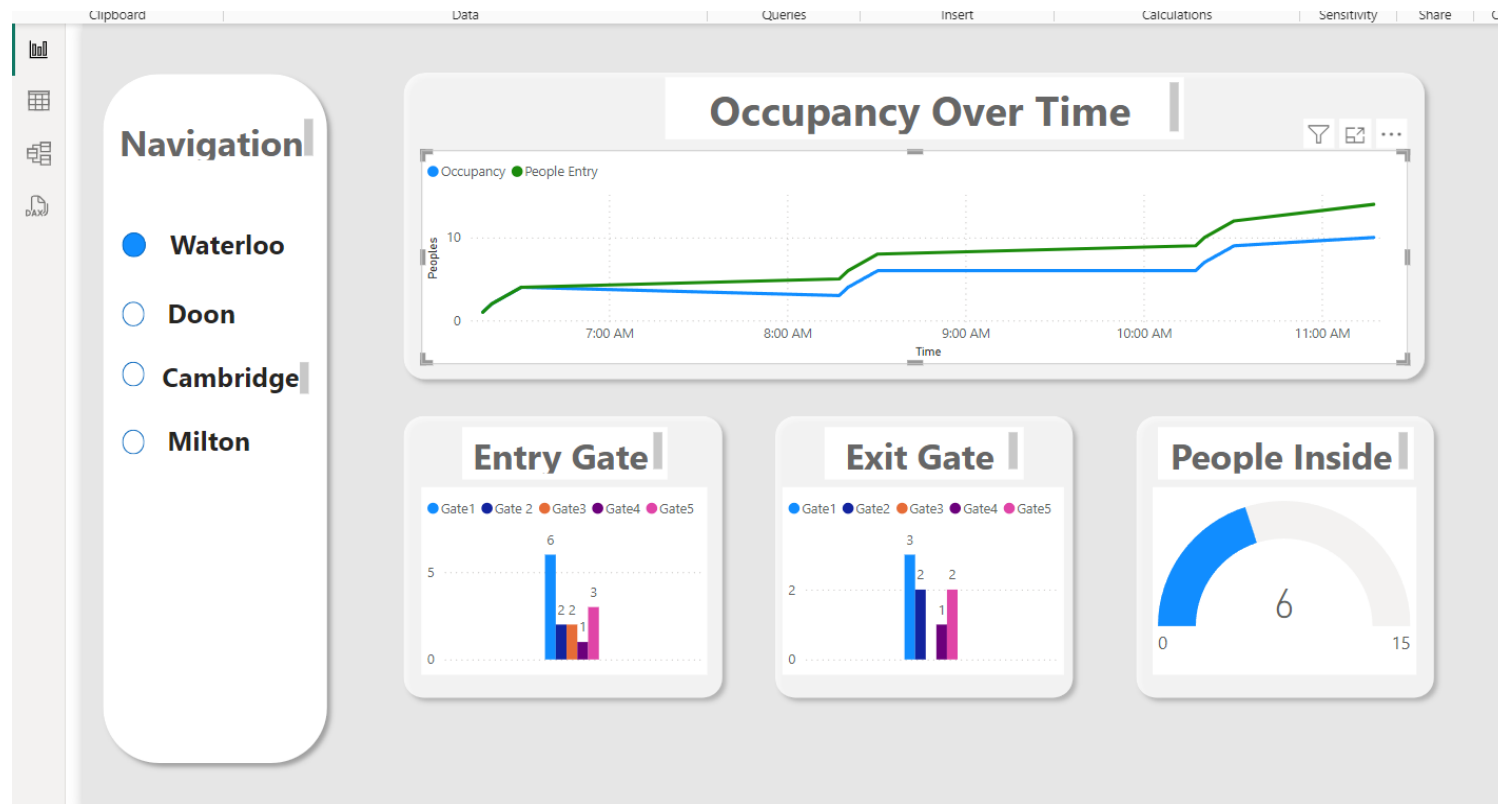 Clipboard Data Queries Insert Calculations Sensitivity Share
DAX
Navigation
Waterloo
Doon
Cambridge
Milton
Occupancy Over Time
Occupancy People Entry
Peoples
10
0
7:00 AM 8:00 AM 9:00 AM 10:00 AM 11:00 AM
Time
Entry Gate
Gate1 Gate 2 Gate3 Gate4 Gate5
6
5
3
2 2
1
0
Exit Gate
Gate1 Gate2 Gate3 Gate4 Gate5
3
2 2
2
1
0
People Inside
6
0 15